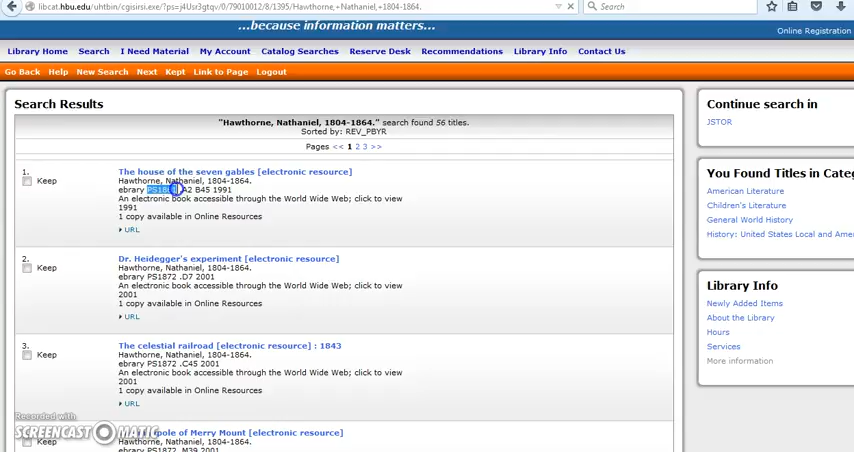 libcat.hbu.edu/uhtbin/cgisirsi.exe/?ps=j4Usr3gtqv/0/79010012/8/1395/Hawthorne,+Nathaniel,+1804-1864.
Search
...because information matters...
Online Registration
Library Home Search I Need Material My Account Catalog Searches Reserve Desk Recommendations Library Info Contact Us
Go Back Help New Search Next Kept Link to Page Logout
Search Results
"Hawthorne, Nathaniel, 1804-1864." search found 56 titles.
Sorted by: REV_PBYR
Pages << 1 2 3 >>
1.
Keep
The house of the seven gables [electronic resource]
Hawthorne, Nathaniel, 1804-1864.
ebrary A2 B45 1991
An electronic book accessible through the World Wide Web; click to view
1991
1 copy available in Online Resources
URL
2.
Keep
Dr. Heidegger's experiment [electronic resource]
Hawthorne, Nathaniel, 1804-1864.
ebrary PS1872 .D7 2001
An electronic book accessible through the World Wide Web; click to view
2001
1 copy available in Online Resources
URL
3.
Keep
The celestial railroad [electronic resource] : 1843
Hawthorne, Nathaniel, 1804-1864.
ebrary PS1872 .C45 2001
An electronic book accessible through the World Wide Web; click to view
2001
1 copy available in Online Resources
URL
Keep
pole of Merry Mount [electronic resource]
Hawthorne, Nathaniel, 1804-1864.
ebrary PS1872 .M39 2001
Continue search in
JSTOR
You Found Titles in Categ
American Literature
Children's Literature
General World History
History: United States Local and Amer
Library Info
Newly Added Items
About the Library
Hours
Services
More information
Recorded with
SCREENCAST MATIC